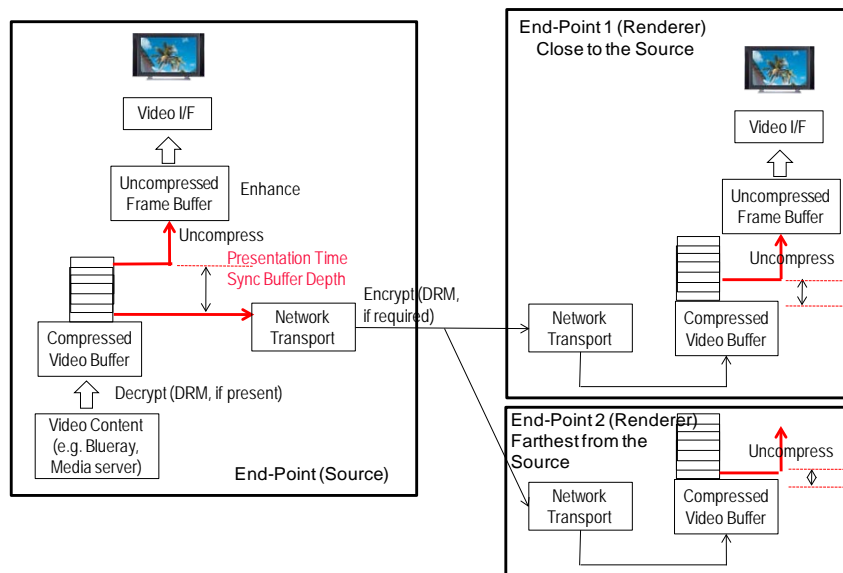 Video I/F
Uncompressed
Frame Buffer
Enhance
Uncompress
Presentation Time
Sync Buffer Depth
Network
Transport
Compressed
Video Buffer
Decrypt (DRM, if present)
Video Content
(e.g. Blueray,
Media server)
End-Point (Source)
Encrypt (DRM,
if required)
End-Point 1 (Renderer)
Close to the Source
Video I/F
Uncompressed
Frame Buffer
Uncompress
Network
Transport
Compressed
Video Buffer
End-Point 2 (Renderer)
Farthest from the
Source
Uncompress
Network
Transport
Compressed
Video Buffer